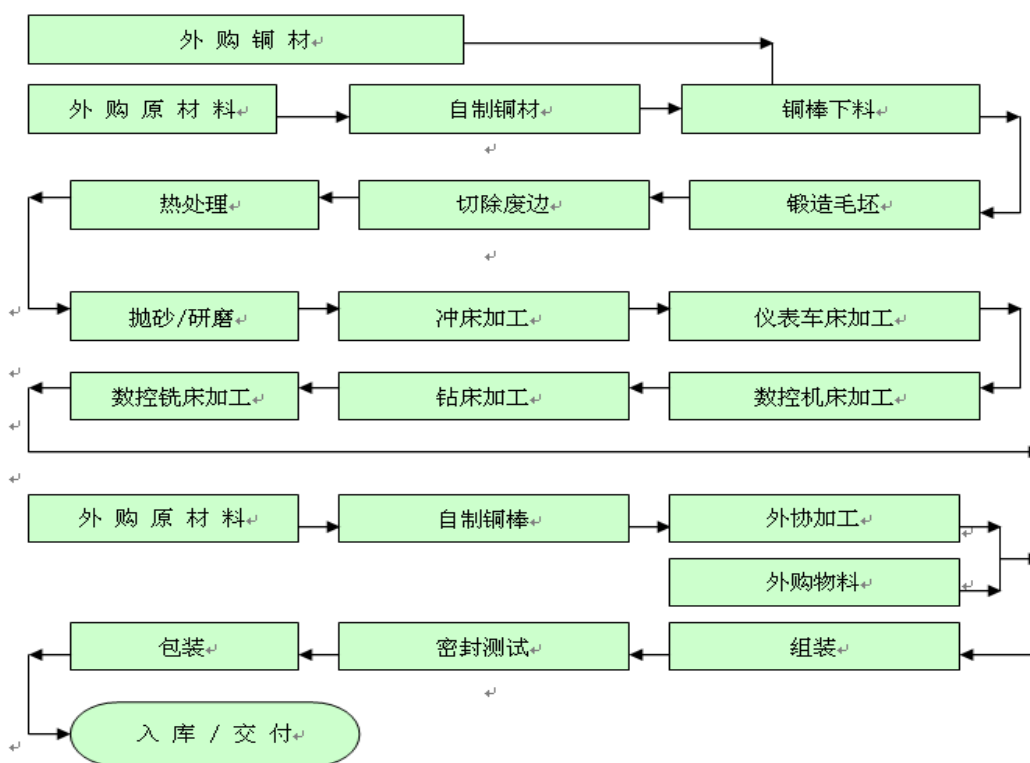 外 购 铜 材
外 购 原 材 料
自制铜材
铜棒下料
热处理
切除废边
锻造毛坯
抛砂/研磨
冲床加工
仪表车床加工
数控铣床加工
钻床加工
数控机床加工
外 购 原 材 料
自制铜棒
外协加工
外购物料
包装
密封测试
组装
入 库 / 交 付